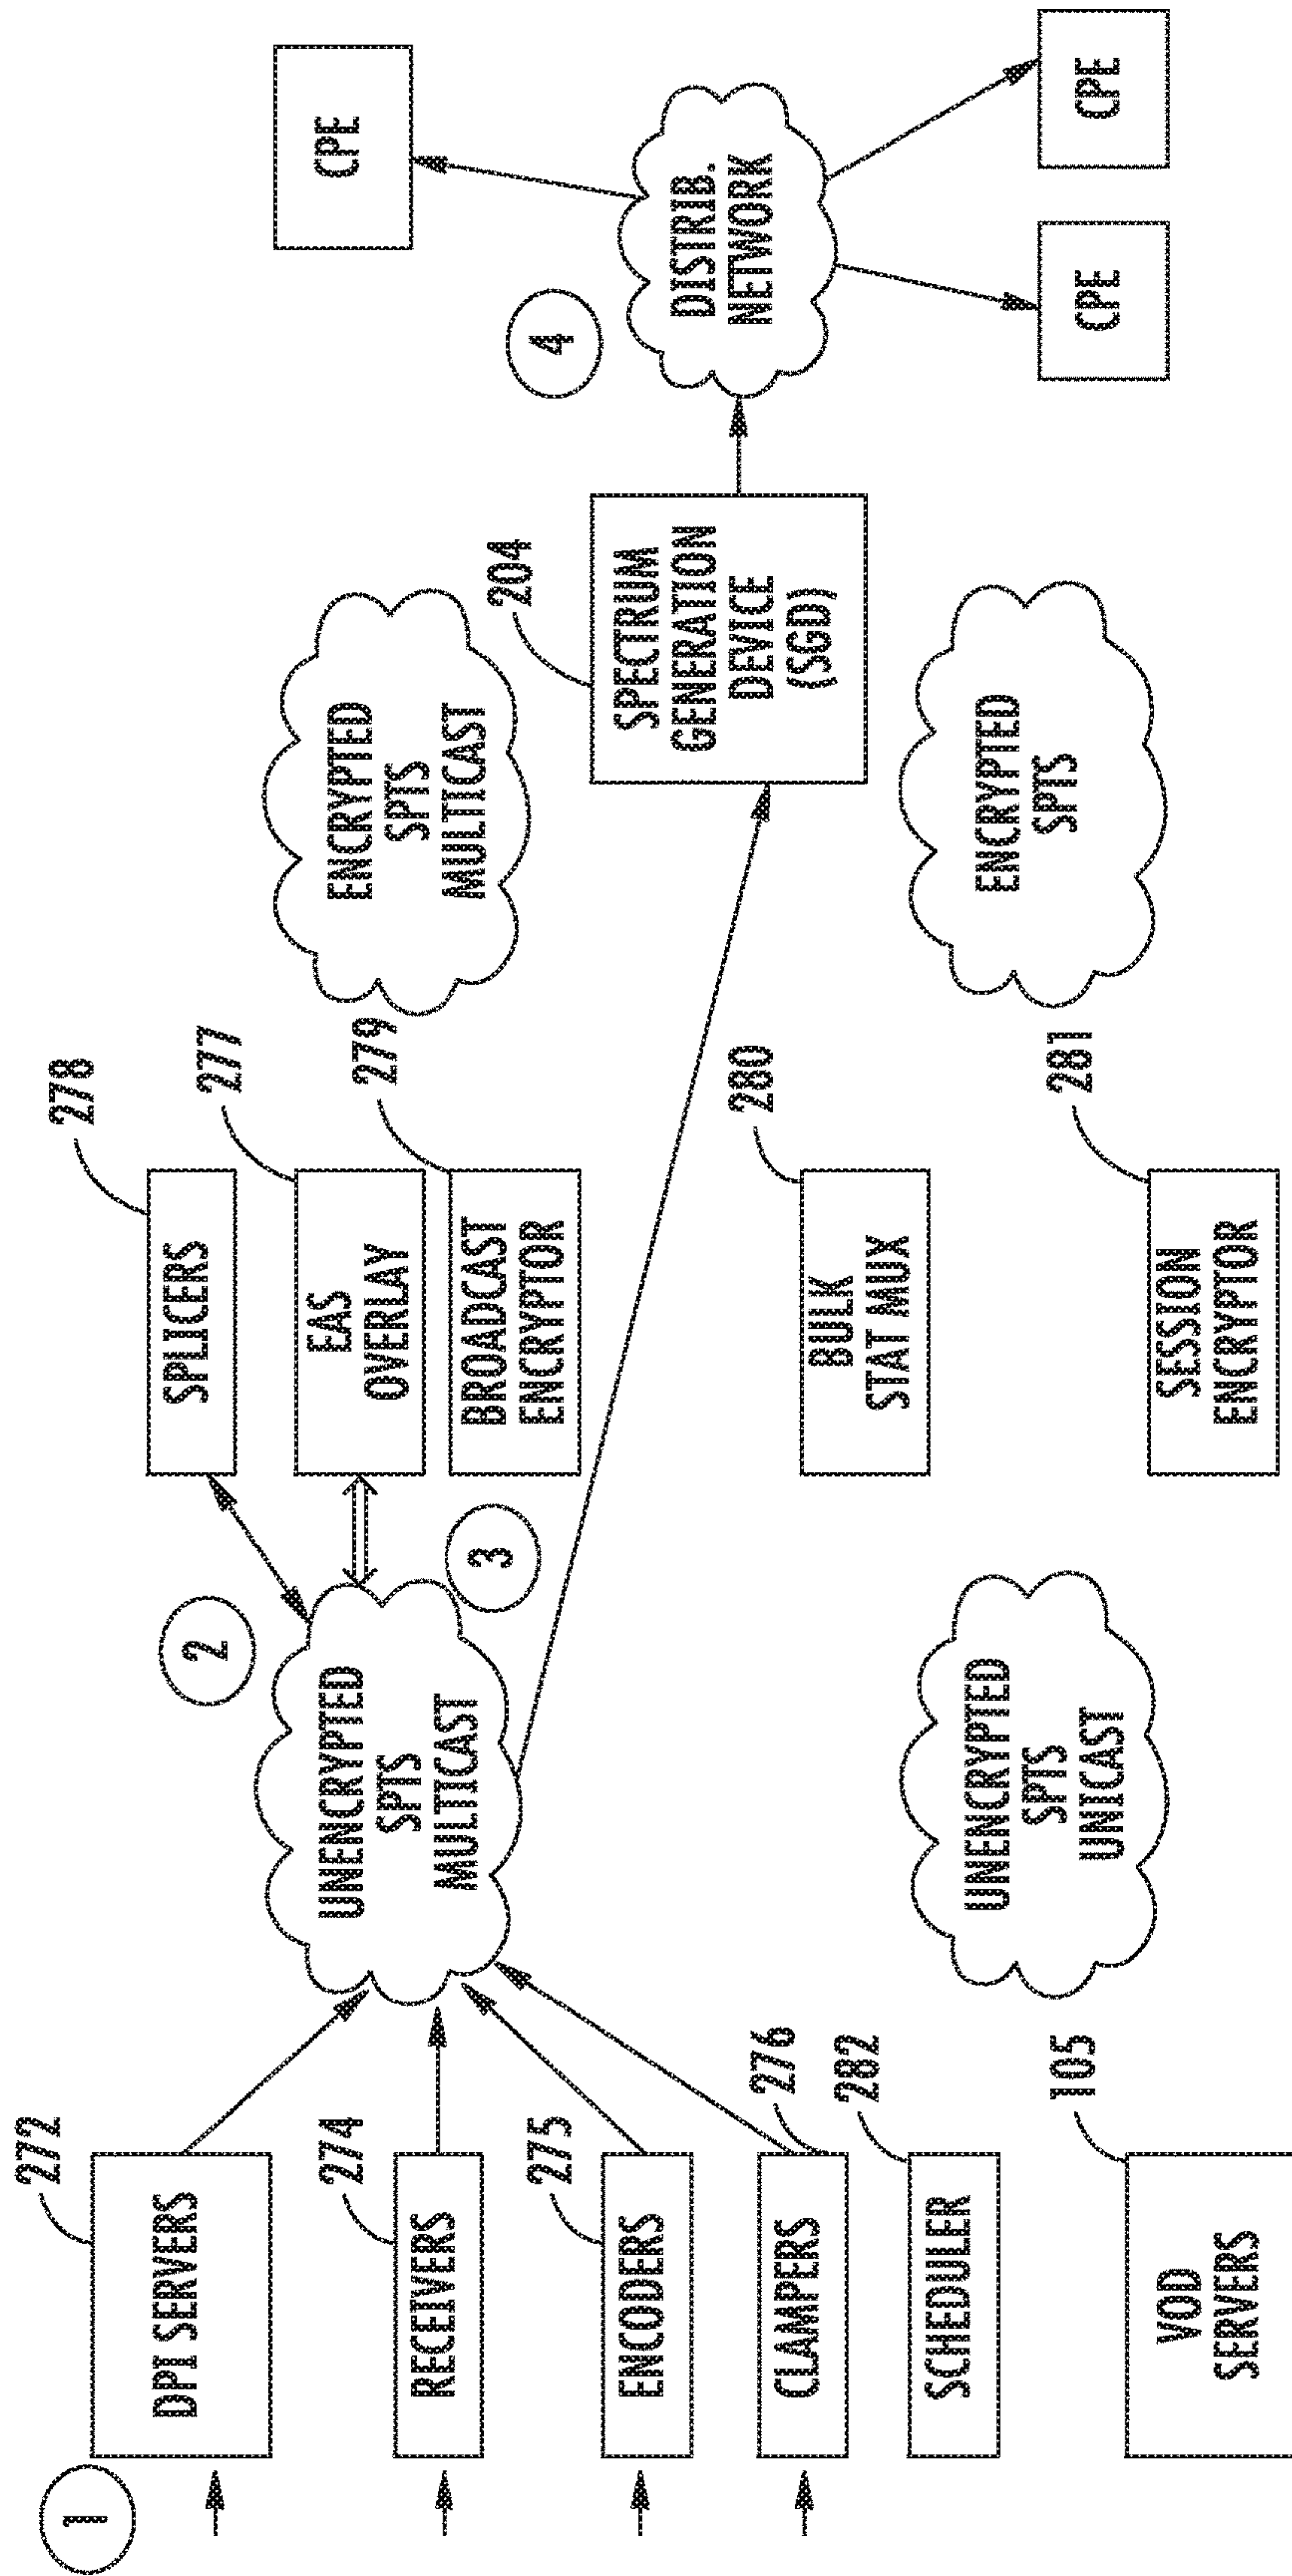 1
272
DPI SERVERS
274
RECEIVERS
275
ENCODERS
276
CLAMPERS
282
SCHEDULER
105
VOD
SERVERS
UNENCRYPTED
SPTS
MULTICAST
UNENCRYPTED
SPTS
UNICAST
2
3
278
SPLICERS
277
EAS
OVERLAY
279
BROADCAST
ENCRYPTOR
280
BULK
STAT MUX
281
SESSION
ENCRYPTOR
ENCRYPTED
SPTS
MULTICAST
204
SPECTRUM
GENERATION
DEVICE
(SGD)
ENCRYPTED
SPTS
4
DISTRIB.
NETWORK
CPE
CPE
CPE